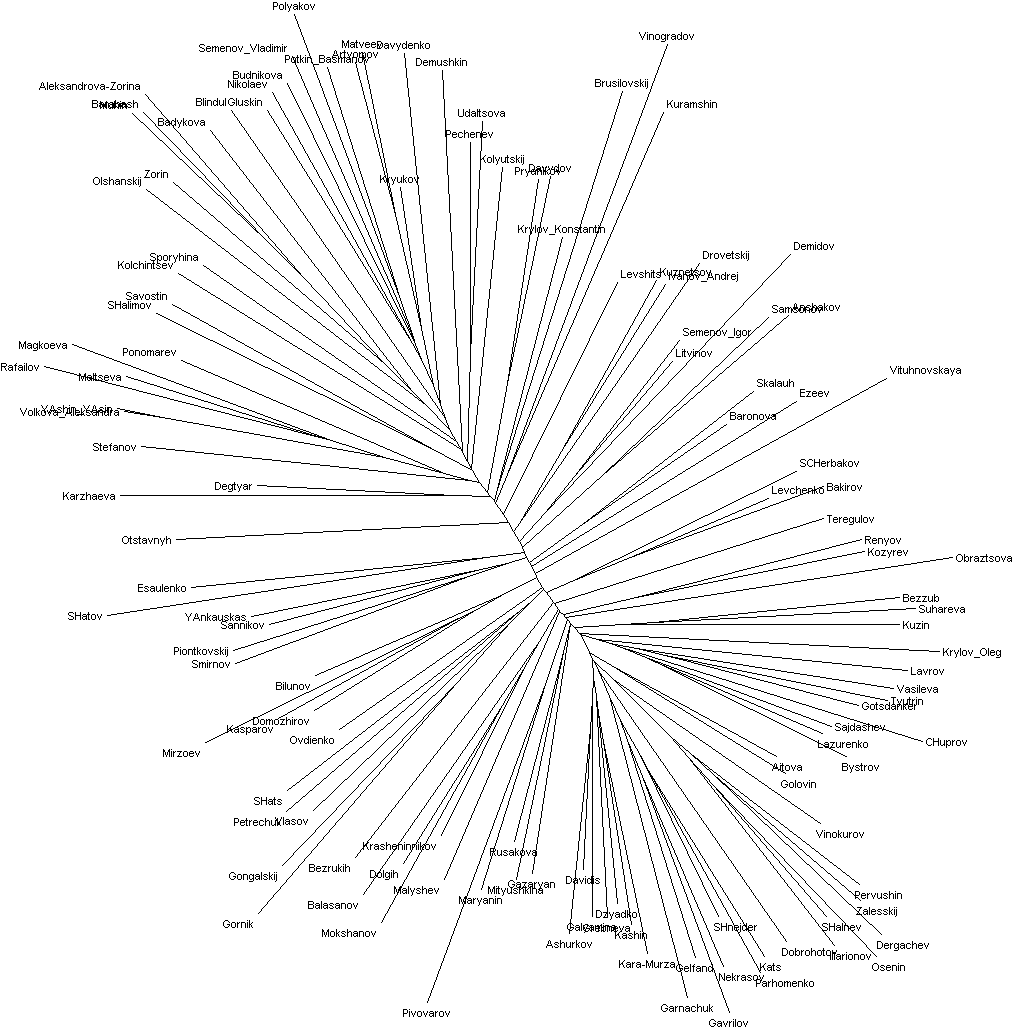 Polyakov
Vinogradov
Matveev
Davydenko
Semenov_Vladimir
Artyomov
Potkin_Basmanov
Demushkin
Budnikova
Nikolaev
Brusilovskij
Aleksandrova-Zorina
Barabash
BlindulGluskin
Kuramshin
Udaltsova
Badykova
Pechenev
Kolyutskij
Davydov
Pryanikov
Zorin
Olshanskij
Kryukov
Krylov_Konstantin
Demidov
Drovetskij
Sporyhina
Kolchintsev
Levshits
Kuznetsov
Ivanov_Andrej
Savostin
SHalimov
Samsonov
Anchakov
Semenov_Igor
Magkoeva
Ponomarev
Litvinov
Rafailov
Maltseva
Vituhnovskaya
Skalauh
Ezeev
YAshin
YAsin
Volkova_Aleksandra
Baronova
Stefanov
SCHerbakov
Degtyar
Karzhaeva
Levchenko
Bakirov
Teregulov
Otstavnyh
Renyov
Kozyrev
Obraztsova
Esaulenko
Bezzub
Suhareva
SHatov
YAnkauskas
Sannikov
Kuzin
Piontkovskij
Krylov_Oleg
Smirnov
Lavrov
Bilunov
Vasileva
Tyutrin
Gotsdanker
Domozhirov
Kasparov
Sajdashev
Ovdienko
Lazurenko
CHuprov
Mirzoev
Aitova
Bystrov
Golovin
SHats
Petrechuk
Vlasov
Vinokurov
Krasheninnikov
Rusakova
Bezrukih
Dolgih
Gongalskij
Davidis
Gazaryan
Malyshev
Mityushkina
Pervushin
Maryanin
Balasanov
Dzyadko
Zalesskij
Gornik
Galyamina
SHnejder
SHalnev
Mokshanov
Kashin
Ashurkov
Dergachev
Dobrohotov
Illarionov
Kara-Murza
Gelfand
Kats
Osenin
Nekrasov
Parhomenko
Garnachuk
Pivovarov
Gavrilov